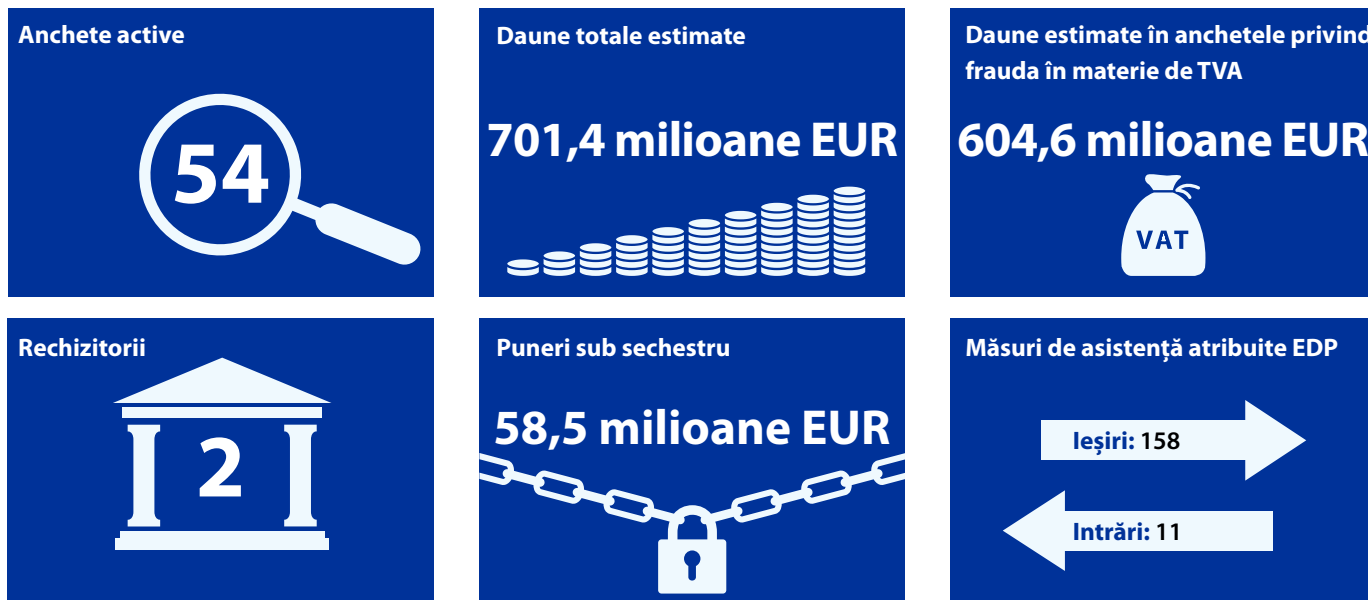 Anchete active
54
Daune totale estimate
701,4 milioane EUR
Daune estimate în anchetele privind
frauda în materie de TVA
604,6 milioane EUR
VAT
Rechizitorii
2
Puneri sub sechestru
58,5 milioane EUR
Măsuri de asistență atribuite EDP
Ieșiri: 158
Intrări: 11